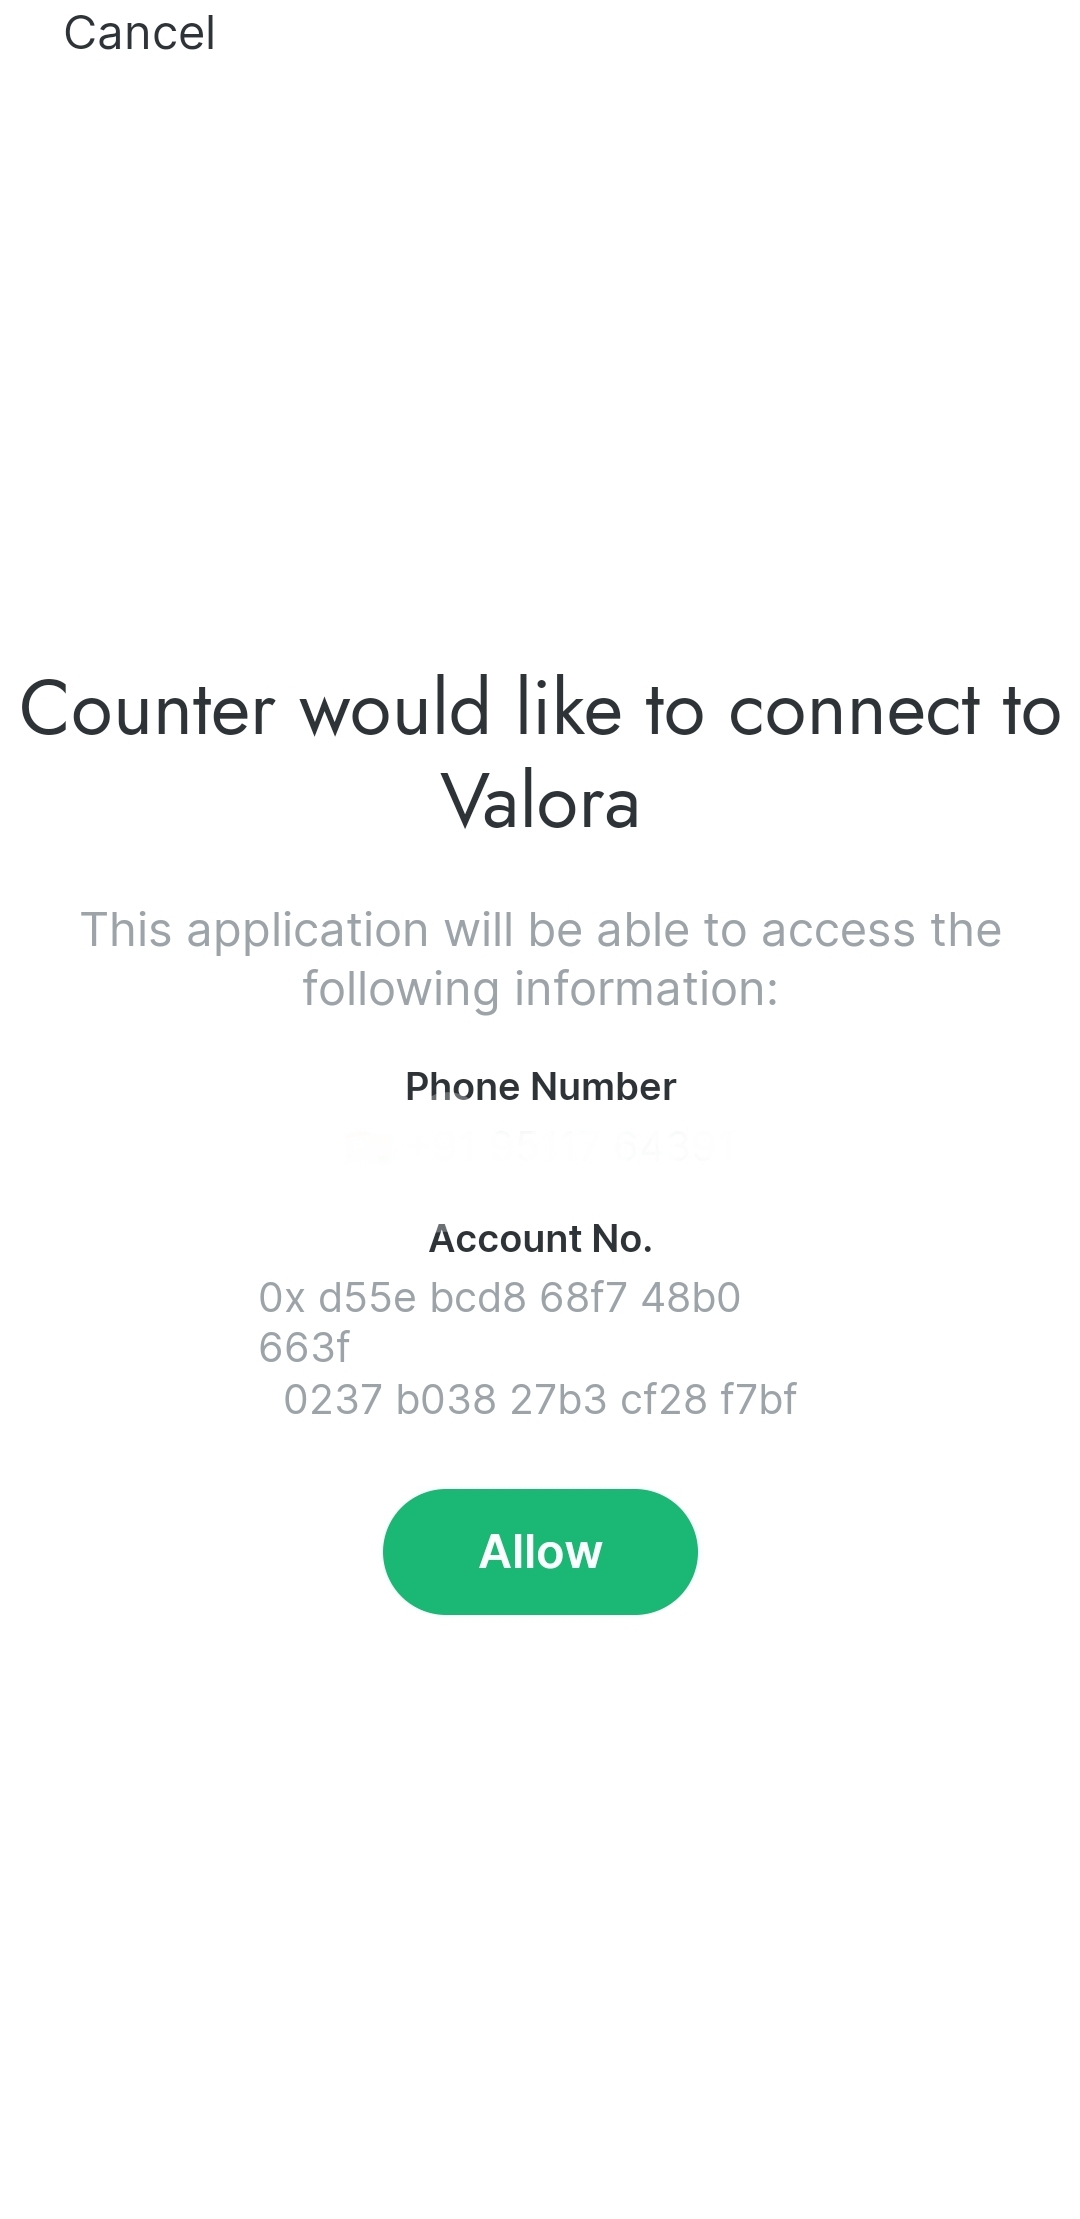 Cancel
Counter would like to connect to
Valora
This application will be able to access the
following information:
Phone Number
Account No.
0x d55e bcd8 68f7 48b0
663f
0237 b038 27b3 cf28 f7bf
Allow